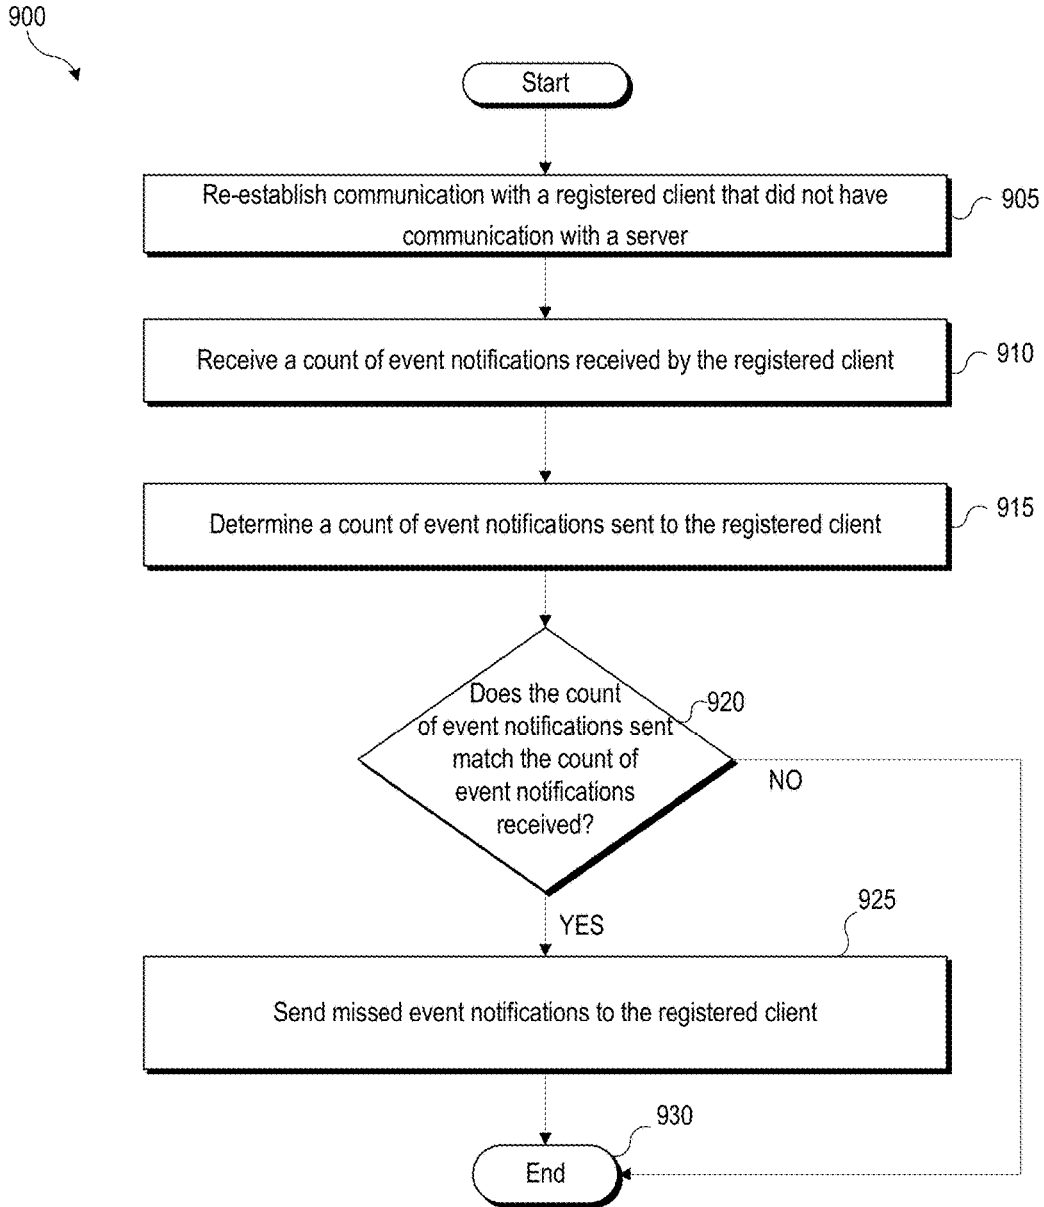 900
Start
Re-establish communication with a registered client that did not have
communication with a server
905
Receive a count of event notifications received by the registered client
910
Determine a count of event notifications sent to the registered client
915
Does the count
of event notifications sent
match the count of
event notifications
received?
920
NO
YES
925
Send missed event notifications to the registered client
930
End